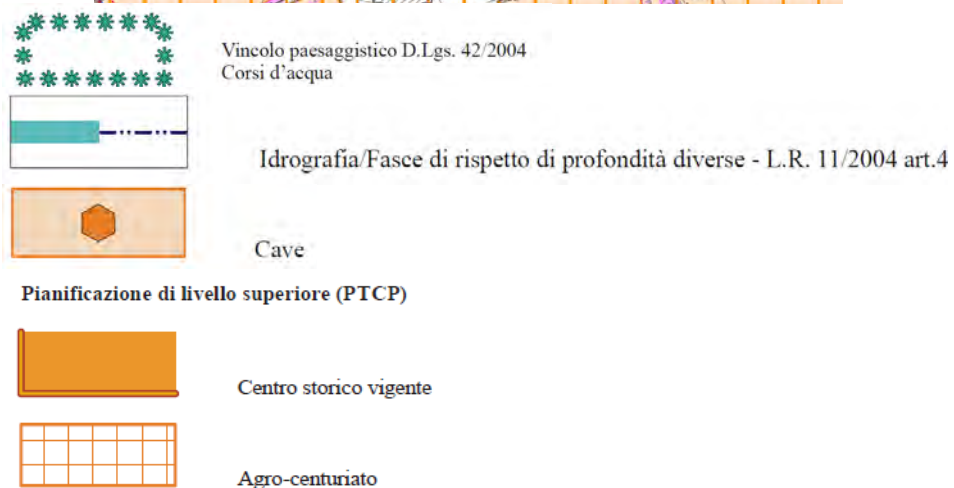 Vincolo paesaggistico D.Lgs. 42/2004
Corsi d'acqua
Idrografia/Fasce di rispetto di profondità diverse - L.R. 11/2004 art.4
Cave
Pianificazione di livello superiore (PTCP)
Centro storico vigente
Agro-centuriato